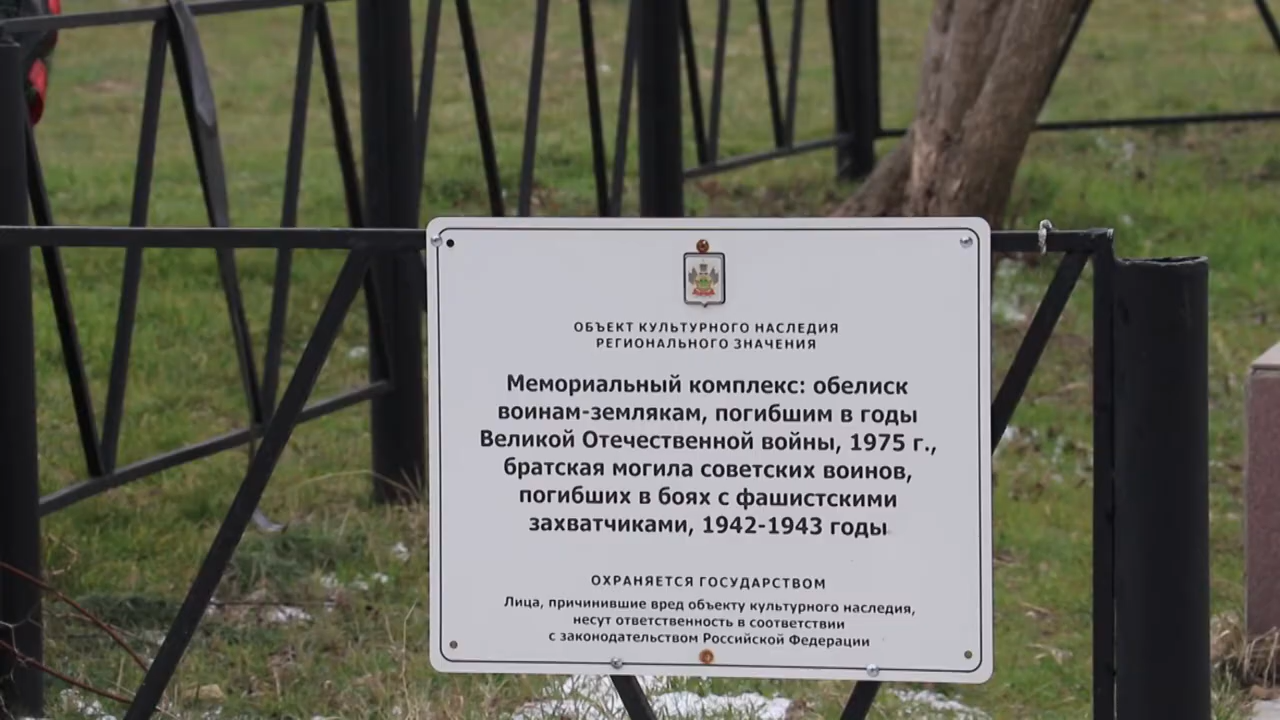 ОБЪЕКТ КУЛЬТУРНОГО НАСЛЕДИЯ
РЕГИОНАЛЬНОГО ЗНАЧЕНИЯ
Мемориальный комплекс: обелиск
воинам-землякам, погибшим в годы
Великой Отечественной войны, 1975 г.,
братская могила советских воинов,
погибших в боях с фашистскими
захватчиками, 1942-1943 годы
ОХРАНЯЕТСЯ ГОСУДАРСТВОМ
Лица, причинившие вред объекту культурного наследия,
несут ответственность в соответствии
с законодательством Российской Федерации